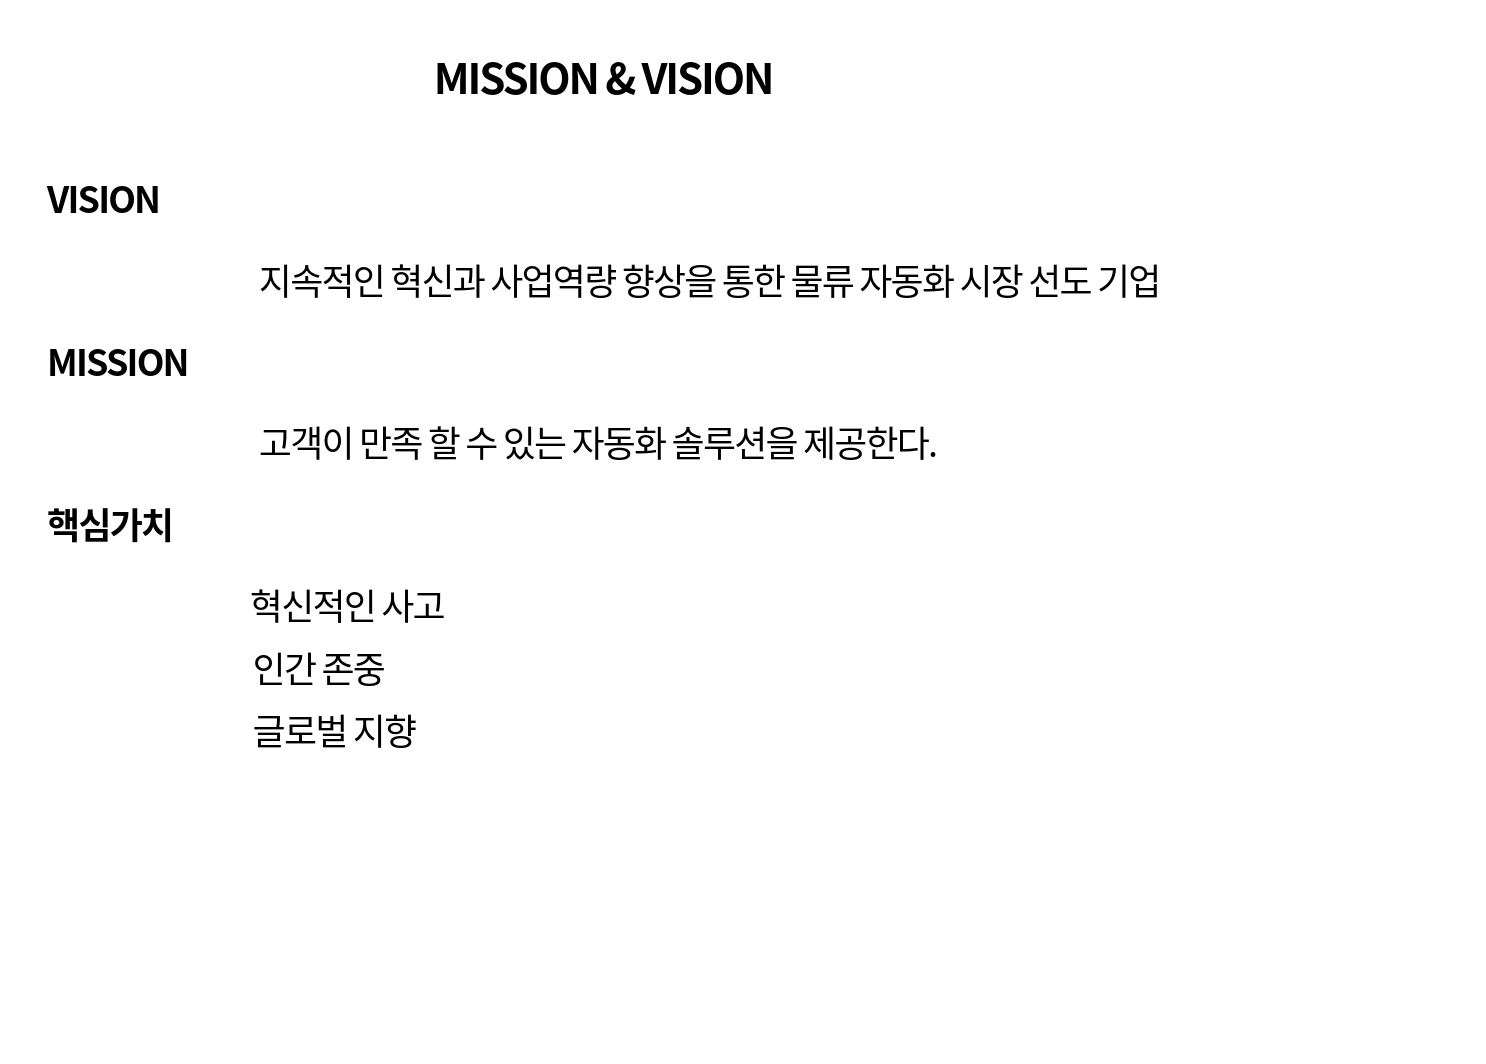 MISSION & VISION
VISION
지속적인 혁신과 사업역량 향상을 통한 물류 자동화 시장 선도 기업
MISSION
고객이 만족 할 수 있는 자동화 솔루션을 제공한다.
핵심가치
혁신적인 사고
인간 존중
글로벌 지향